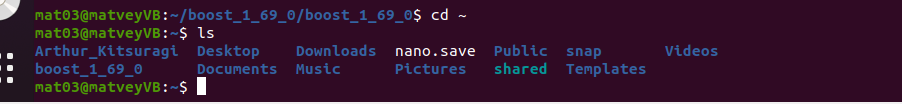 mat03@matveyVB:~/boost_1_69_0/boost_1_69_0$ cd ~
mat03@matveyVB:~$ ls
Arthur_Kitsuragi  Desktop    Downloads  nano.save  Public  snap       Videos
boost_1_69_0      Documents  Music      Pictures   shared  Templates
mat03@matveyVB:~$